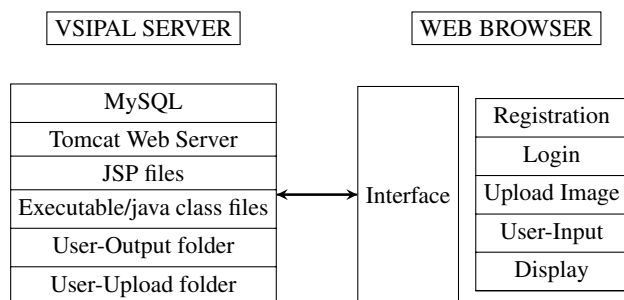 VSIPAL SERVER
WEB BROWSER
MySQL
Tomcat Web Server
JSP files
Executable/java class files
User-Output folder
User-Upload folder
Interface
Registration
Login
Upload Image
User-Input
Display